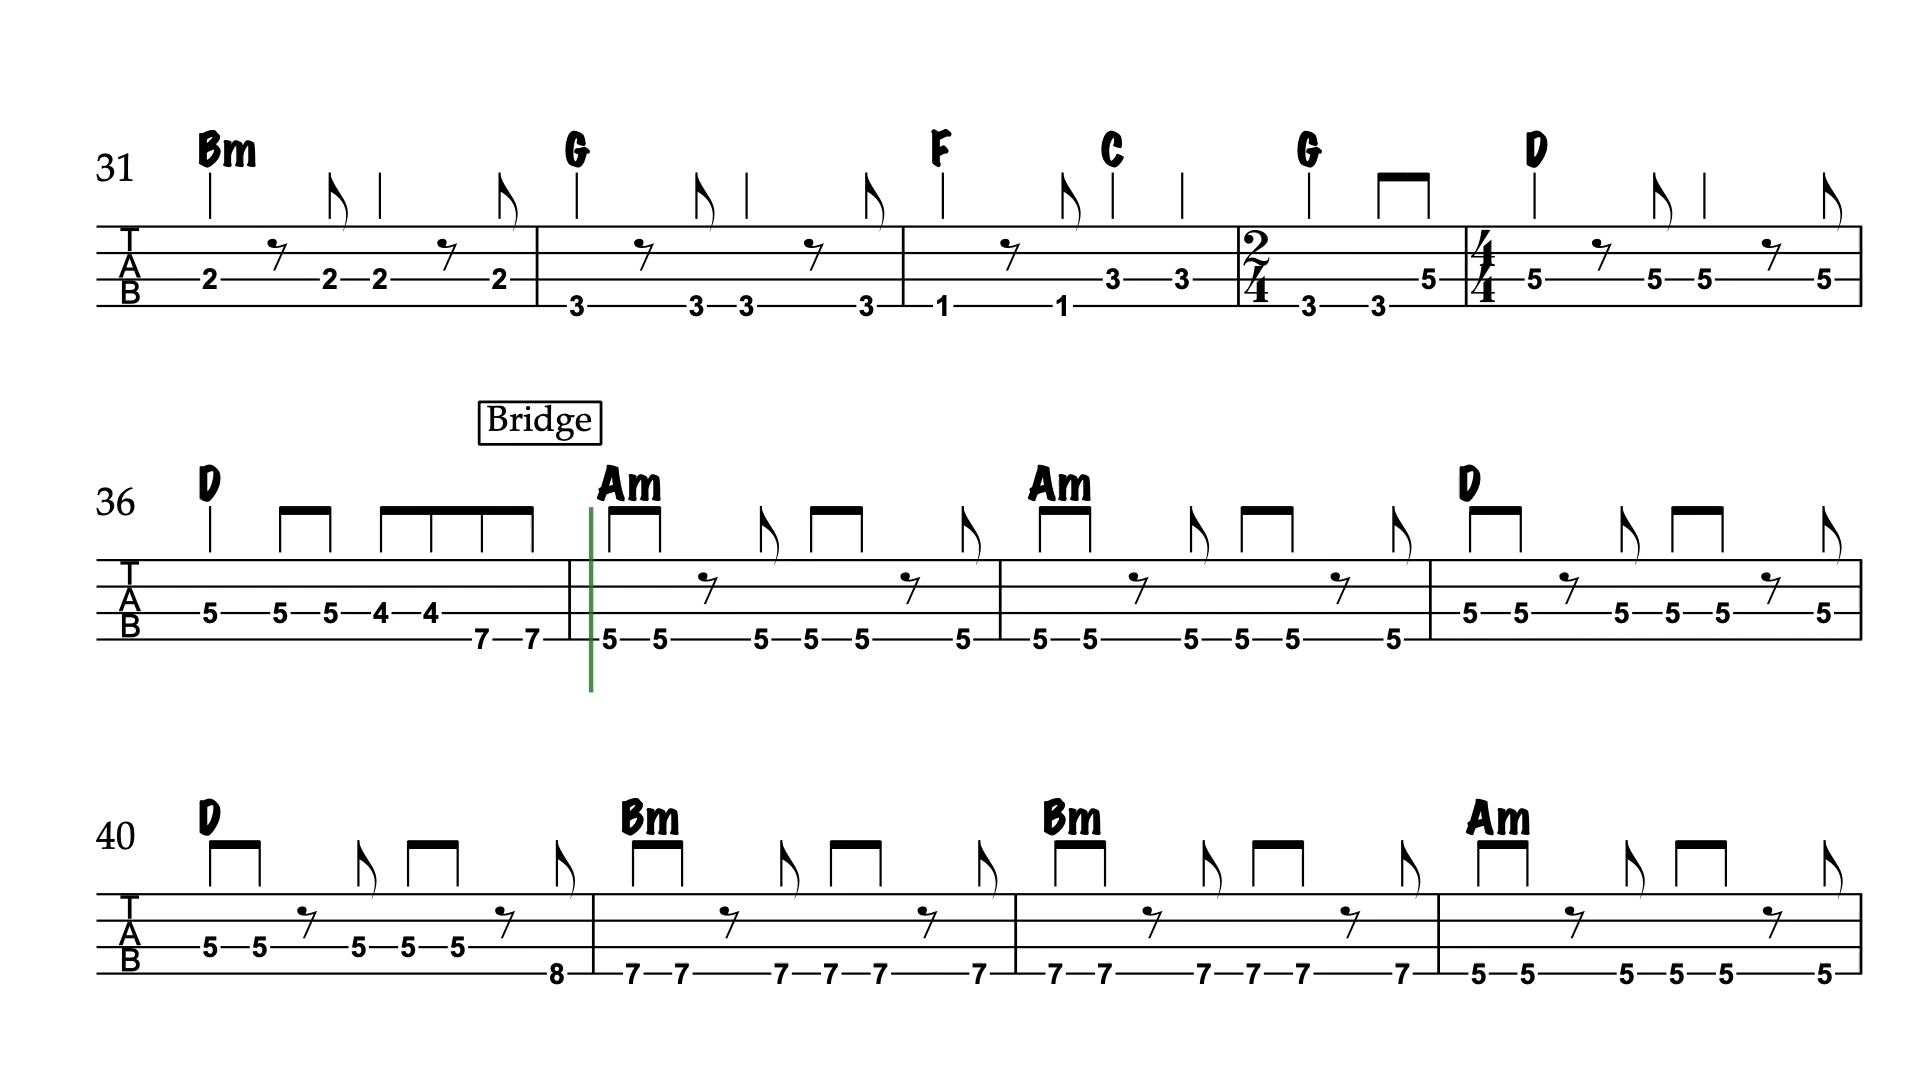 Bm G F C G D
31
T
A
B
2 2 2 2 3 3 3 3 1 1 3 3 2/4 3 3 5 4/4 5 5 5 5
Bridge
D Am Am D
36
T
A
B
5 5 5 4 4 7 7 5 5 5 5 5 5 5 5 5 5 5 5 5 5 5 5 5 5
D Bm Bm Am
40
T
A
B
5 5 5 5 5 8 7 7 7 7 7 7 7 7 7 7 7 7 5 5 5 5 5 5